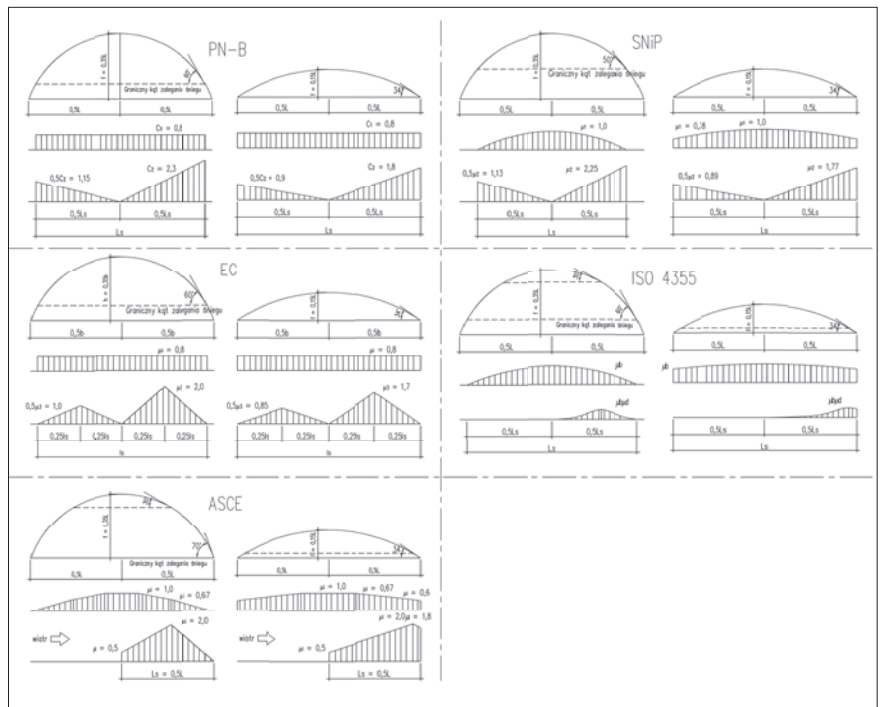 PN-B
f = 0,35L
60°
Graniczny kąt zalegania śniegu
0,5L 0,5L
f = 0,15L
34°
0,5L 0,5L
Cz = 0,8
0,5Cz = 1,15
Cz = 2,3
0,5Ls 0,5Ls
Ls
Cz = 0,8
0,5Cz = 0,9
Cz = 1,8
0,5Ls 0,5Ls
Ls
SNiP
f = 0,35L
50°
Graniczny kąt zalegania śniegu
0,5L 0,5L
f = 0,15L
34°
0,5L 0,5L
μ1 = 1,0
0,5μ2 = 1,13
μ2 = 2,25
0,5Ls 0,5Ls
Ls
μ1 = 1,0
0,5μ2 = 0,89
μ2 = 1,77
0,5Ls 0,5Ls
Ls
EC
h = 0,35b
60°
Graniczny kąt zalegania śniegu
0,5b 0,5b
f = 0,15L
0,5b 0,5b
= 0,8
0,5μ3 = 1,0
= 2,0
0,25ls 0,25ls 0,25ls 0,25ls
ls
= 0,8
0,5μ3 = 0,85
μ3 = 1,7
0,25ls 0,25ls 0,25ls 0,25ls
ls
ISO 4355
f = 0,35L
60°
Graniczny kąt zalegania śniegu
0,5L 0,5L
f = 0,15L
34°
0,5L 0,5L
μb
μbμd
0,5Ls 0,5Ls
Ls
μb
μbμd
0,5Ls 0,5Ls
Ls
ASCE
70°
Graniczny kąt zalegania śniegu
0,5L 0,5L
f = 0,15L
34°
0,5L 0,5L
= 1,0
= 0,67
wiatr
= 0,5
= 2,0
Ls = 0,5L
= 1,0
= 0,67
= 0,6
wiatr
= 0,5
= 2,0 = 1,8
Ls = 0,5L